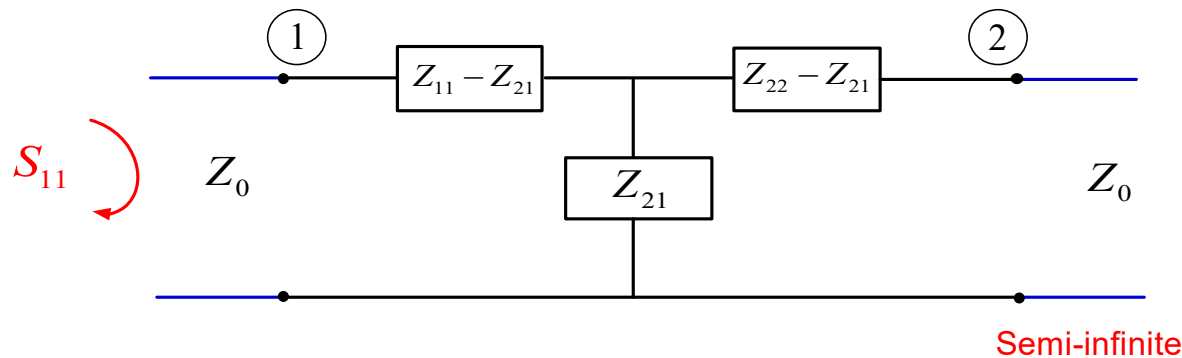 1
2
Z₁₁ − Z₂₁
Z₂₂ − Z₂₁
S₁₁
Z₀
Z₂₁
Z₀
Semi-infinite